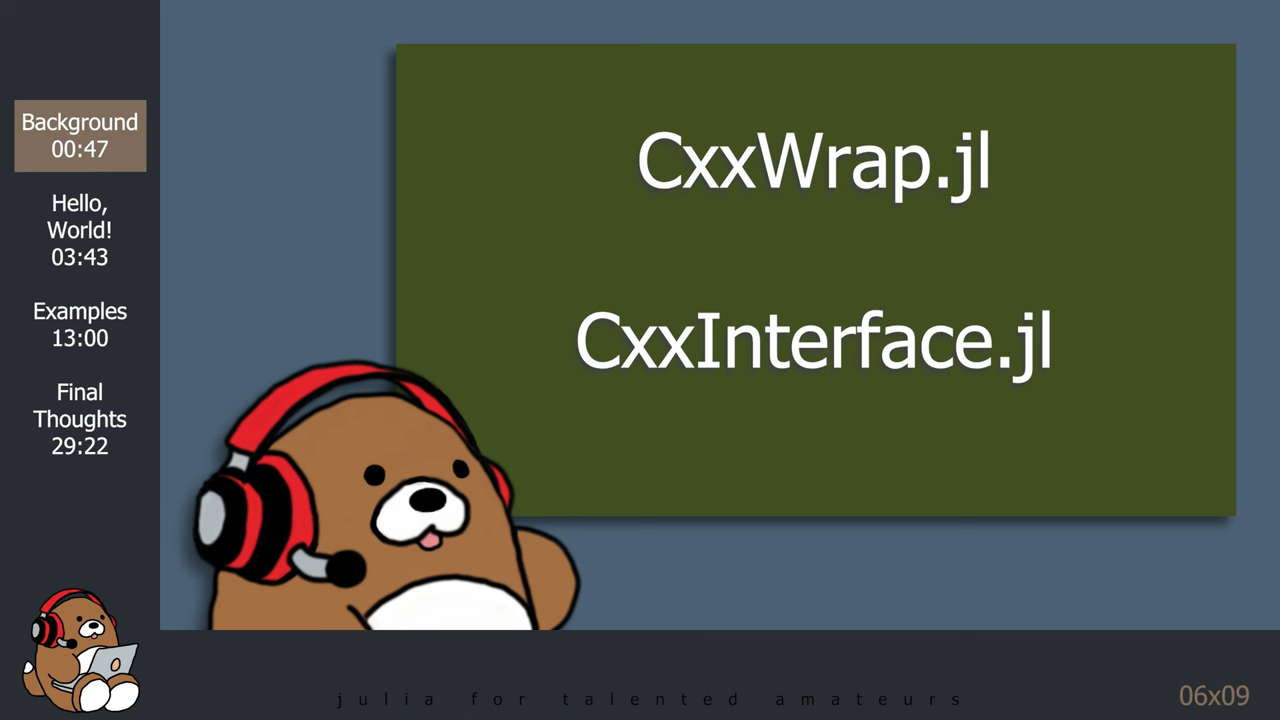 Background
00:47
Hello,
World!
03:43
Examples
13:00
Final
Thoughts
29:22
CxxWrap.jl
CxxInterface.jl
julia for talented amateurs
06x09